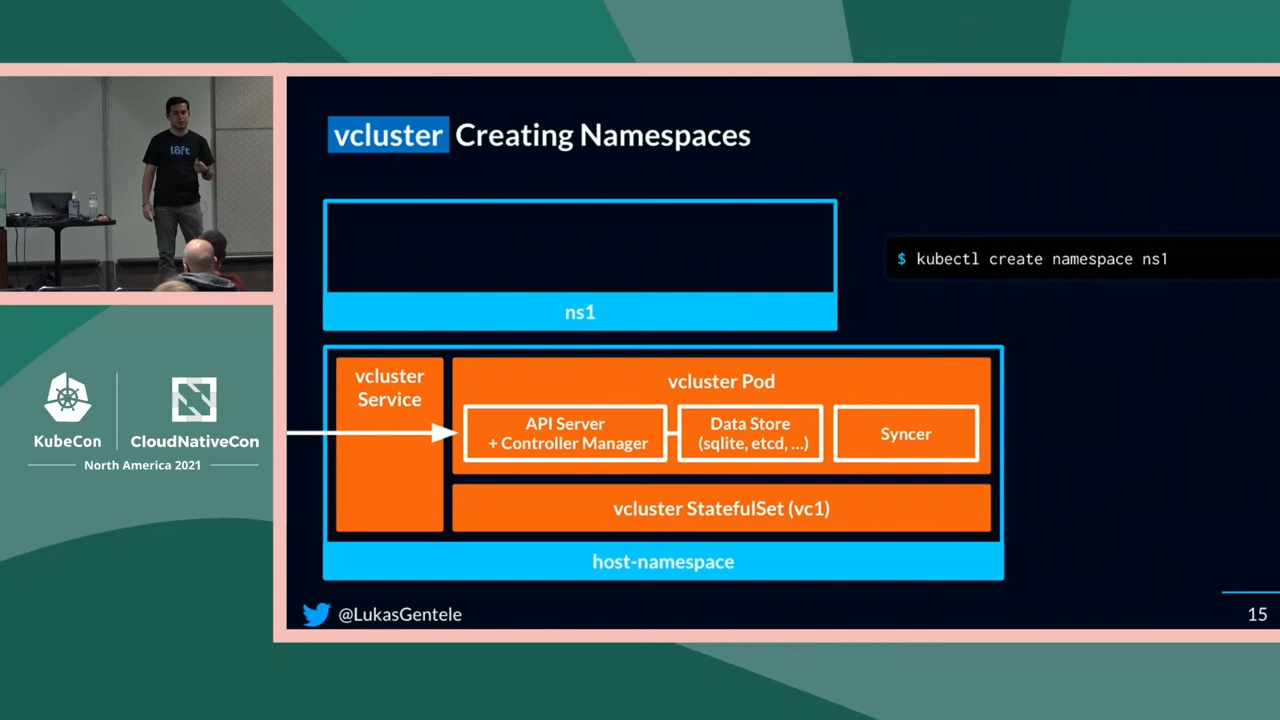 vcluster Creating Namespaces
$ kubectl create namespace ns1
ns1
vcluster
Service
vcluster Pod
API Server
+ Controller Manager
Data Store
(sqlite, etcd, ...)
Syncer
vcluster StatefulSet (vc1)
host-namespace
@LukasGentele
15
loft
KubeCon
CloudNativeCon
North America 2021